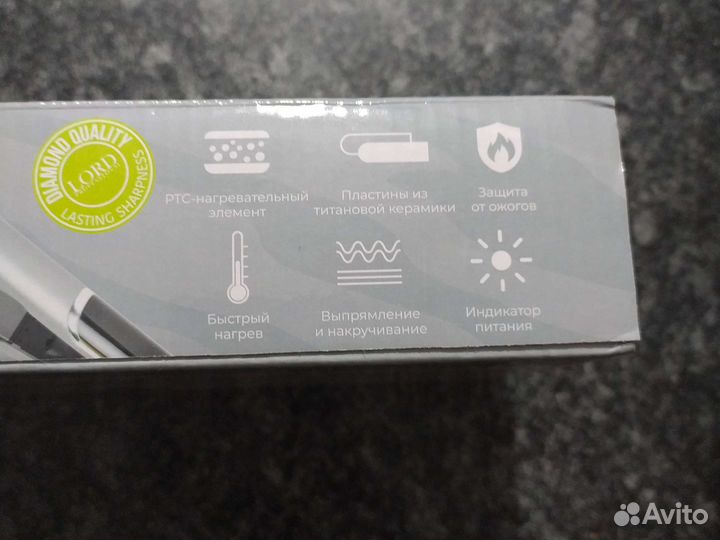 DIAMOND QUALITY
LORD
LASTING SHARPNESS
PTC-нагревательный
элемент
Пластины из
титановой керамики
Защита
от ожогов
Быстрый
нагрев
Выпрямление
и накручивание
Индикатор
питания
Avito